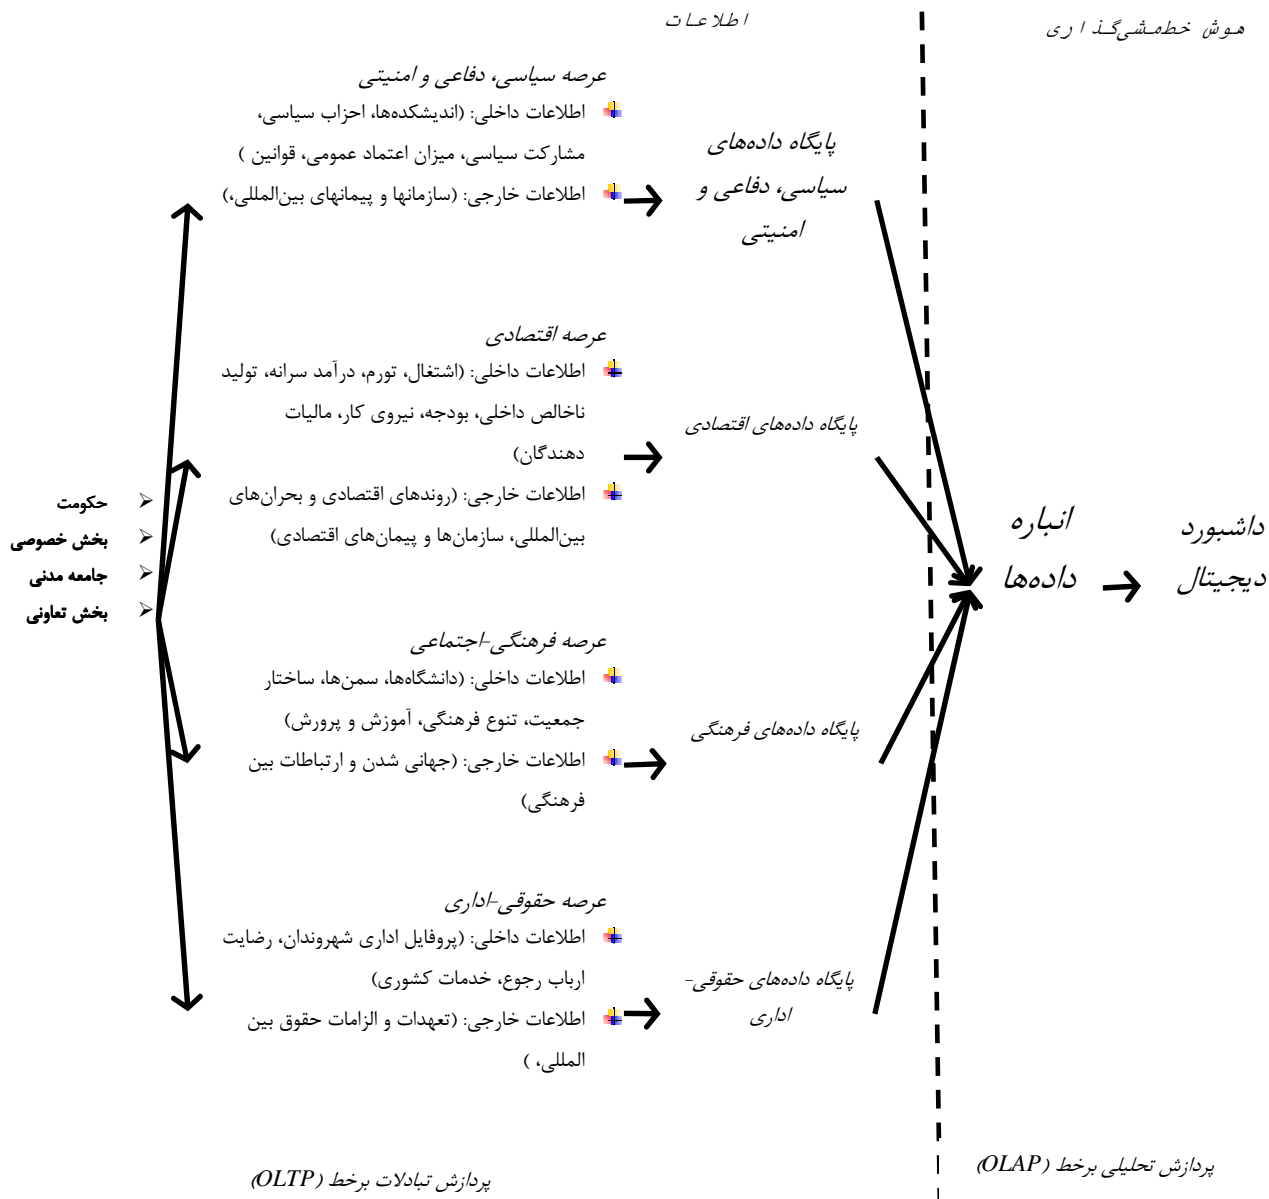 هوش خطمشی‌گذاری
اطلاعات
عرصه سیاسی، دفاعی و امنیتی
اطلاعات داخلی: (اندیشکده‌ها، احزاب سیاسی،
مشارکت سیاسی، میزان اعتماد عمومی، قوانین )
اطلاعات خارجی: (سازمانها و پیمانهای بین‌المللی،)
پایگاه داده‌های
سیاسی، دفاعی و
امنیتی
عرصه اقتصادی
اطلاعات داخلی: (اشتغال، تورم، درآمد سرانه، تولید
ناخالص داخلی، بودجه، نیروی کار، مالیات
دهندگان)
اطلاعات خارجی: (روندهای اقتصادی و بحران‌های
بین‌المللی، سازمان‌ها و پیمان‌های اقتصادی)
پایگاه داده‌های اقتصادی
حکومت
بخش خصوصی
جامعه مدنی
بخش تعاونی
انباره
داده‌ها
داشبورد
دیجیتال
عرصه فرهنگی-اجتماعی
اطلاعات داخلی: (دانشگاه‌ها، سمن‌ها، ساختار
جمعیت، تنوع فرهنگی، آموزش و پرورش)
اطلاعات خارجی: (جهانی شدن و ارتباطات بین
فرهنگی)
پایگاه داده‌های فرهنگی
عرصه حقوقی-اداری
اطلاعات داخلی: (پروفایل اداری شهروندان، رضایت
ارباب رجوع، خدمات کشوری)
اطلاعات خارجی: (تعهدات و الزامات حقوق بین
المللی، )
پایگاه داده‌های حقوقی-
اداری
پردازش تحلیلی برخط (OLAP)
پردازش تبادلات برخط (OLTP)